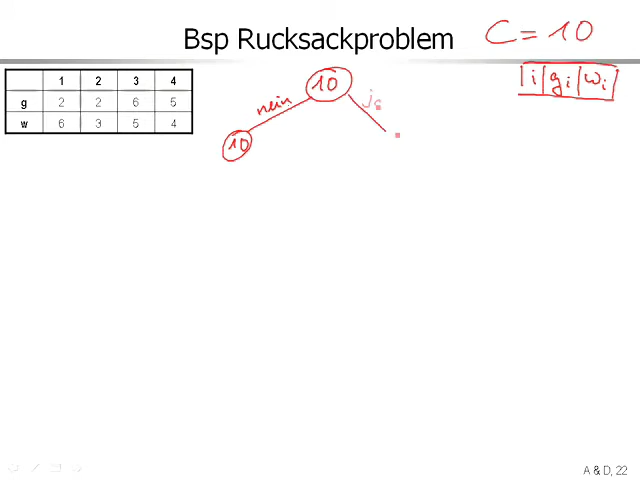 Bsp Rucksackproblem
C = 10
i | gi | wi
1 2 3 4
g 2 2 6 5
w 6 3 5 4
10
nein ja
10
A & D, 22